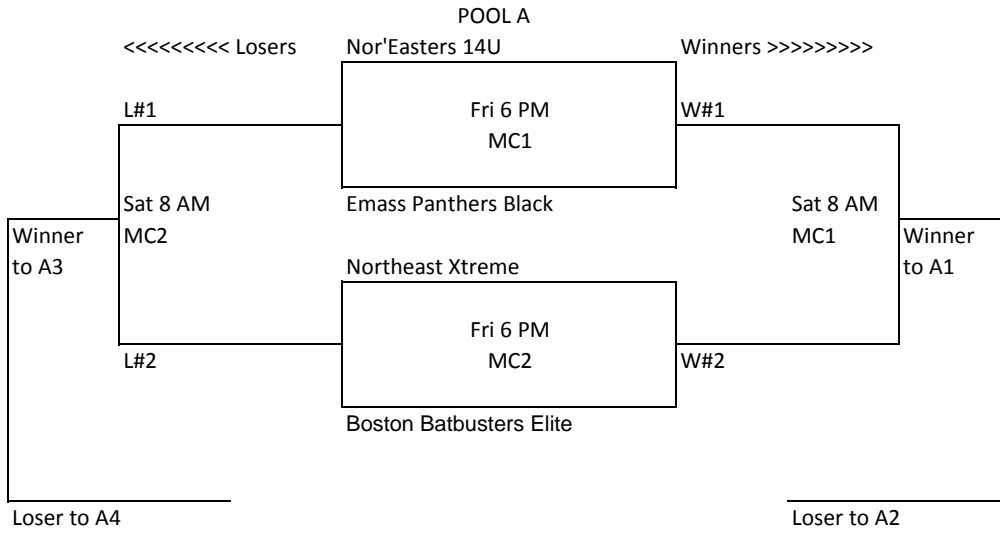 POOL A
<<<<<<<<< Losers Nor'Easters 14U Winners >>>>>>>>>
L#1 Fri 6 PM W#1
MC1
Sat 8 AM Emass Panthers Black Sat 8 AM
Winner MC2 MC1 Winner
to A3 Northeast Xtreme to A1
Fri 6 PM
L#2 MC2 W#2
Boston Batbusters Elite
Loser to A4 Loser to A2